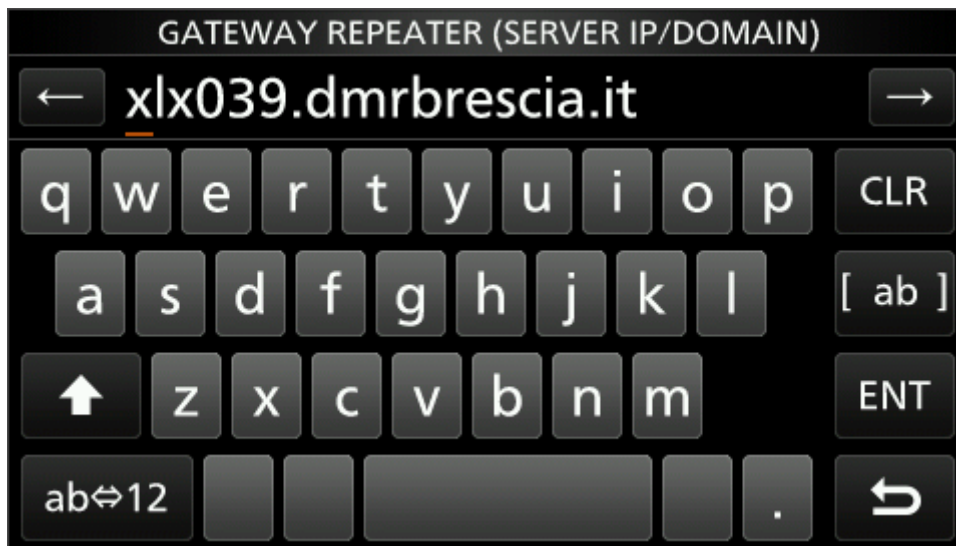 GATEWAY REPEATER (SERVER IP/DOMAIN)
← xlx039.dmrbrescia.it →
q w e r t y u i o p CLR
a s d f g h j k l [ ab ]
z x c v b n m ENT
ab⇔12 .